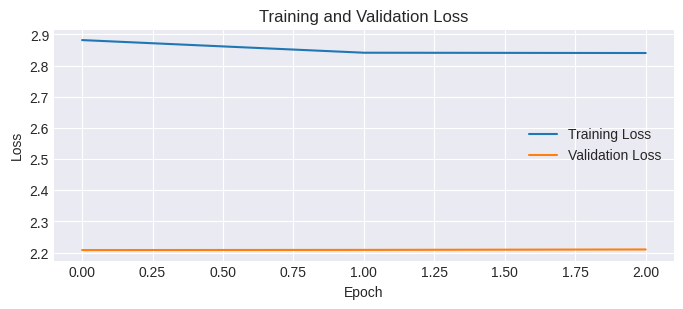 Training and Validation Loss
Loss
2.9
2.8
2.7
2.6
2.5
2.4
2.3
2.2
Training Loss
Validation Loss
0.00 0.25 0.50 0.75 1.00 1.25 1.50 1.75 2.00
Epoch